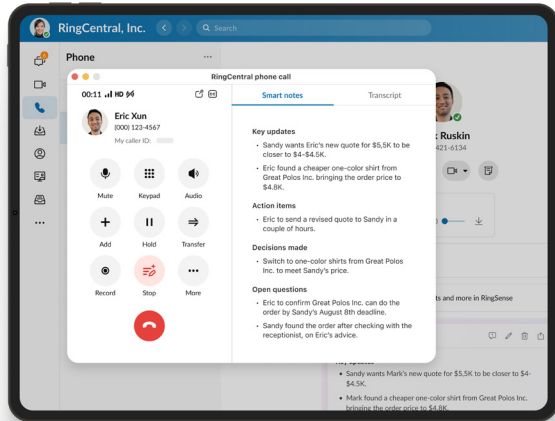 RingCentral, Inc.
Search
Phone
RingCentral phone call
00:11
HD
Eric Xun
(000) 123-4567
My caller ID:
Mute
Keypad
Audio
Add
Hold
Transfer
Record
Stop
More
Smart notes
Transcript
Key updates
• Sandy wants Eric's new quote for $5,5K to be
closer to $4-$4.5K.
• Eric found a cheaper one-color shirt from
Great Polos Inc. bringing the order price to
$4.8K.
Action items
• Eric to send a revised quote to Sandy in a
couple of hours.
Decisions made
• Switch to one-color shirts from Great Polos
Inc. to meet Sandy's price.
Open questions
• Eric to confirm Great Polos Inc. can do the
order by Sandy's August 8th deadline.
• Sandy found the order after checking with the
receptionist, on Eric's advice.
Ruskin
421-6134
ts and more in RingSense
• Sandy wants Mark's new quote for $5,5K to be closer to $4-
$4.5K.
• Mark found a cheaper one-color shirt from Great Polos Inc.
bringing the order price to $4.8K.